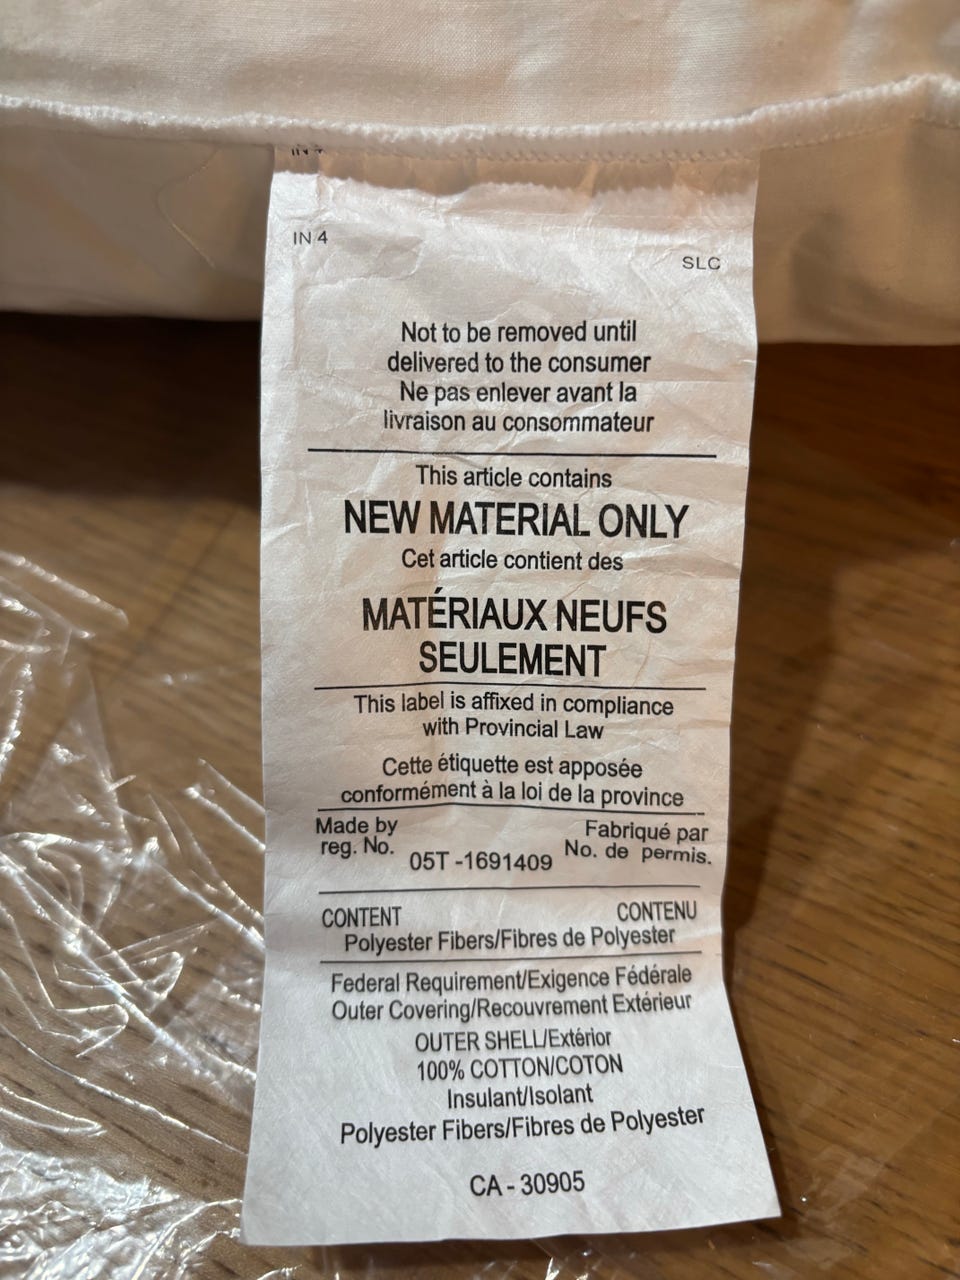 IN 4
IN 4
SLC
Not to be removed until
delivered to the consumer
Ne pas enlever avant la
livraison au consommateur
This article contains
NEW MATERIAL ONLY
Cet article contient des
MATÉRIAUX NEUFS
SEULEMENT
This label is affixed in compliance
with Provincial Law
Cette étiquette est apposée
conformément à la loi de la province
Made by Fabriqué par
reg. No. 05T -1691409 No. de permis.
CONTENT CONTENU
Polyester Fibers/Fibres de Polyester
Federal Requirement/Exigence Fédérale
Outer Covering/Recouvrement Extérieur
OUTER SHELL/Extérior
100% COTTON/COTON
Insulant/Isolant
Polyester Fibers/Fibres de Polyester
CA - 30905